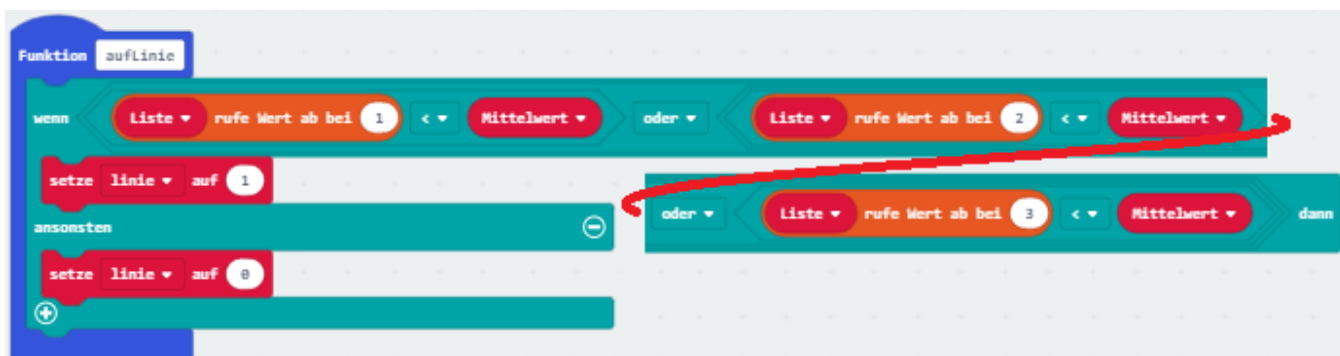 Funktion aufLinie
wenn Liste rufe Wert ab bei 1 < Mittelwert oder Liste rufe Wert ab bei 2 < Mittelwert
oder Liste rufe Wert ab bei 3 < Mittelwert dann
setze linie auf 1
ansonsten
setze linie auf 0